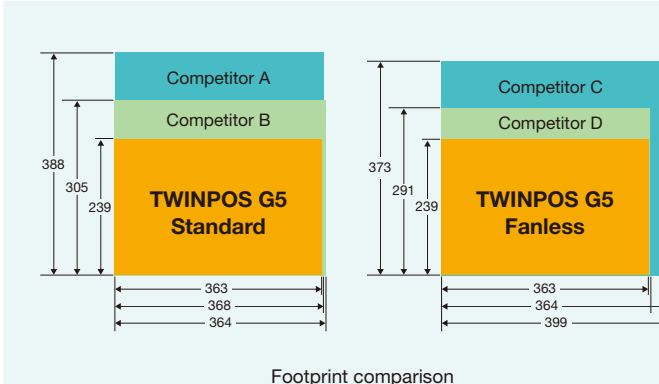 Competitor A
Competitor B
TWINPOS G5
Standard
388
305
239
363
368
364
Competitor C
Competitor D
TWINPOS G5
Fanless
373
291
239
363
364
399
Footprint comparison